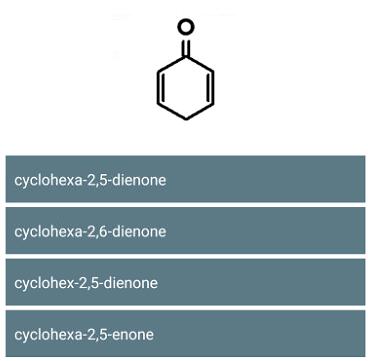 O
cyclohexa-2,5-dienone
cyclohexa-2,6-dienone
cyclohex-2,5-dienone
cyclohexa-2,5-enone